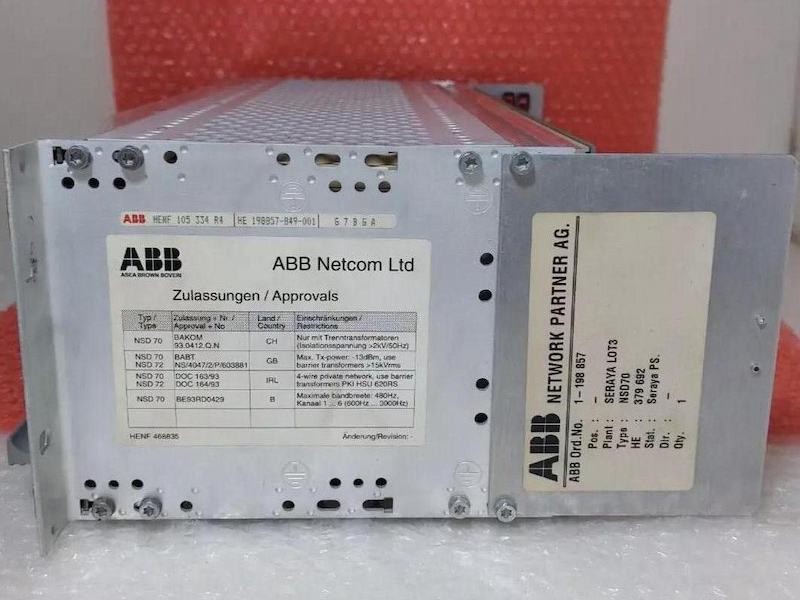 ABB HENF 105 334 R4 HE 198857-849-001 G 7 B G A
ABB
ASEA BROWN BOVERI
ABB Netcom Ltd
Zulassungen / Approvals
Typ / Type Zulassung + Nr. / Approval + No Land / Country Einschränkungen / Restrictions
NSD 70 BAKOM 93.0412.Q.N CH Nur mit Trenntransformatoren (Isolationsspannung >2kV/50Hz)
NSD 70 NSD 72 BABT NS/4047/2/P/603881 GB Max. Tx-power: -13dBm, use barrier transformers >15kVrms
NSD 70 NSD 72 DOC 163/93 DOC 164/93 IRL 4-wire private network, use barrier transformers PKI HSU 620RS
NSD 70 BE93RD0429 B Maximale bandbreete: 480Hz, Kanaal 1 ... 6 (600Hz ... 3000Hz)
HENF 468835 Änderung/Revision: -
ABB NETWORK PARTNER AG.
ABB Ord.No. 1-198 857
Pos. : -
Plant : SERAYA LOT3
Type : NSD70
HE : 379 692
Stat. : Seraya PS.
Dir. : -
Qty. : 1